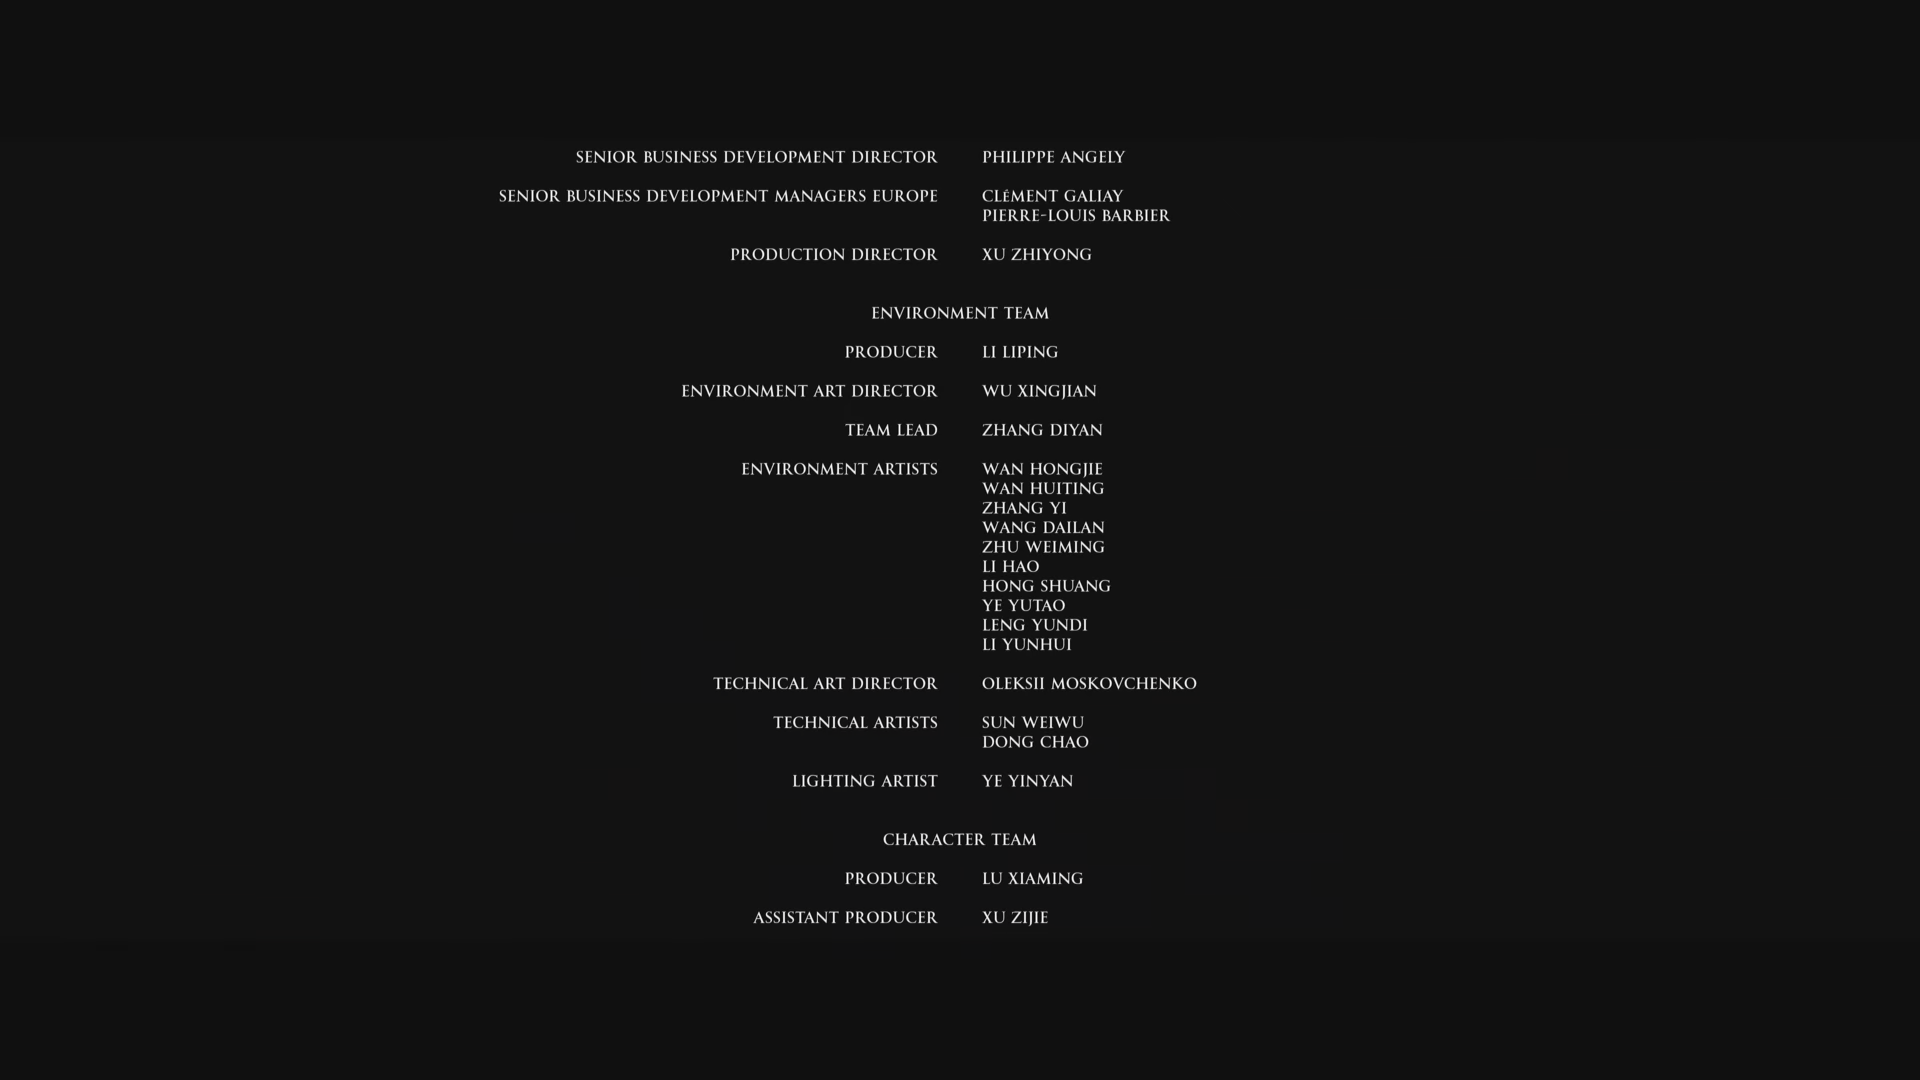 SENIOR BUSINESS DEVELOPMENT DIRECTOR PHILIPPE ANGELY
SENIOR BUSINESS DEVELOPMENT MANAGERS EUROPE CLÉMENT GALIAY
PIERRE-LOUIS BARBIER
PRODUCTION DIRECTOR XU ZHIYONG
ENVIRONMENT TEAM
PRODUCER LI LIPING
ENVIRONMENT ART DIRECTOR WU XINGJIAN
TEAM LEAD ZHANG DIYAN
ENVIRONMENT ARTISTS WAN HONGJIE
WAN HUITING
ZHANG YI
WANG DAILAN
ZHU WEIMING
LI HAO
HONG SHUANG
YE YUTAO
LENG YUNDI
LI YUNHUI
TECHNICAL ART DIRECTOR OLEKSII MOSKOVCHENKO
TECHNICAL ARTISTS SUN WEIWU
DONG CHAO
LIGHTING ARTIST YE YINYAN
CHARACTER TEAM
PRODUCER LU XIAMING
ASSISTANT PRODUCER XU ZIJIE